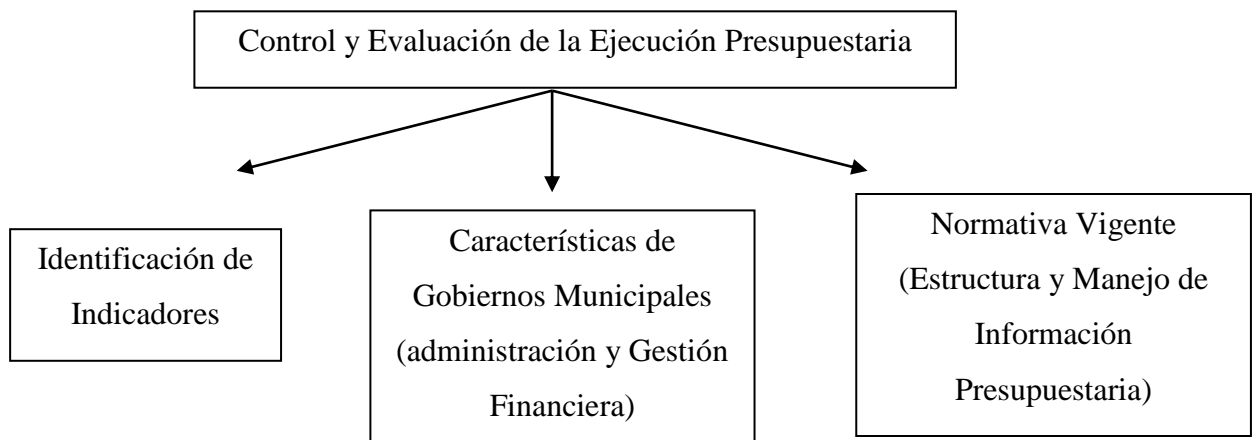 Control y Evaluación de la Ejecución Presupuestaria
Identificación de
Indicadores
Características de
Gobiernos Municipales
(administración y Gestión
Financiera)
Normativa Vigente
(Estructura y Manejo de
Información
Presupuestaria)